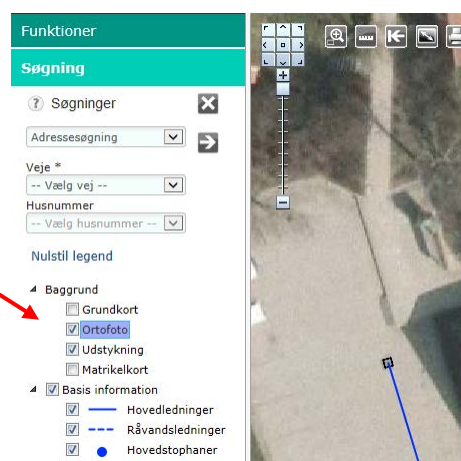 Funktioner
Søgning
? Søgninger
Adressesøgning
Veje *
-- Vælg vej --
Husnummer
-- Vælg husnummer --
Nulstil legend
Baggrund
Grundkort
Ortofoto
Udstykning
Matrikelkort
Basis information
Hovedledninger
Råvandsledninger
Hovedstophaner